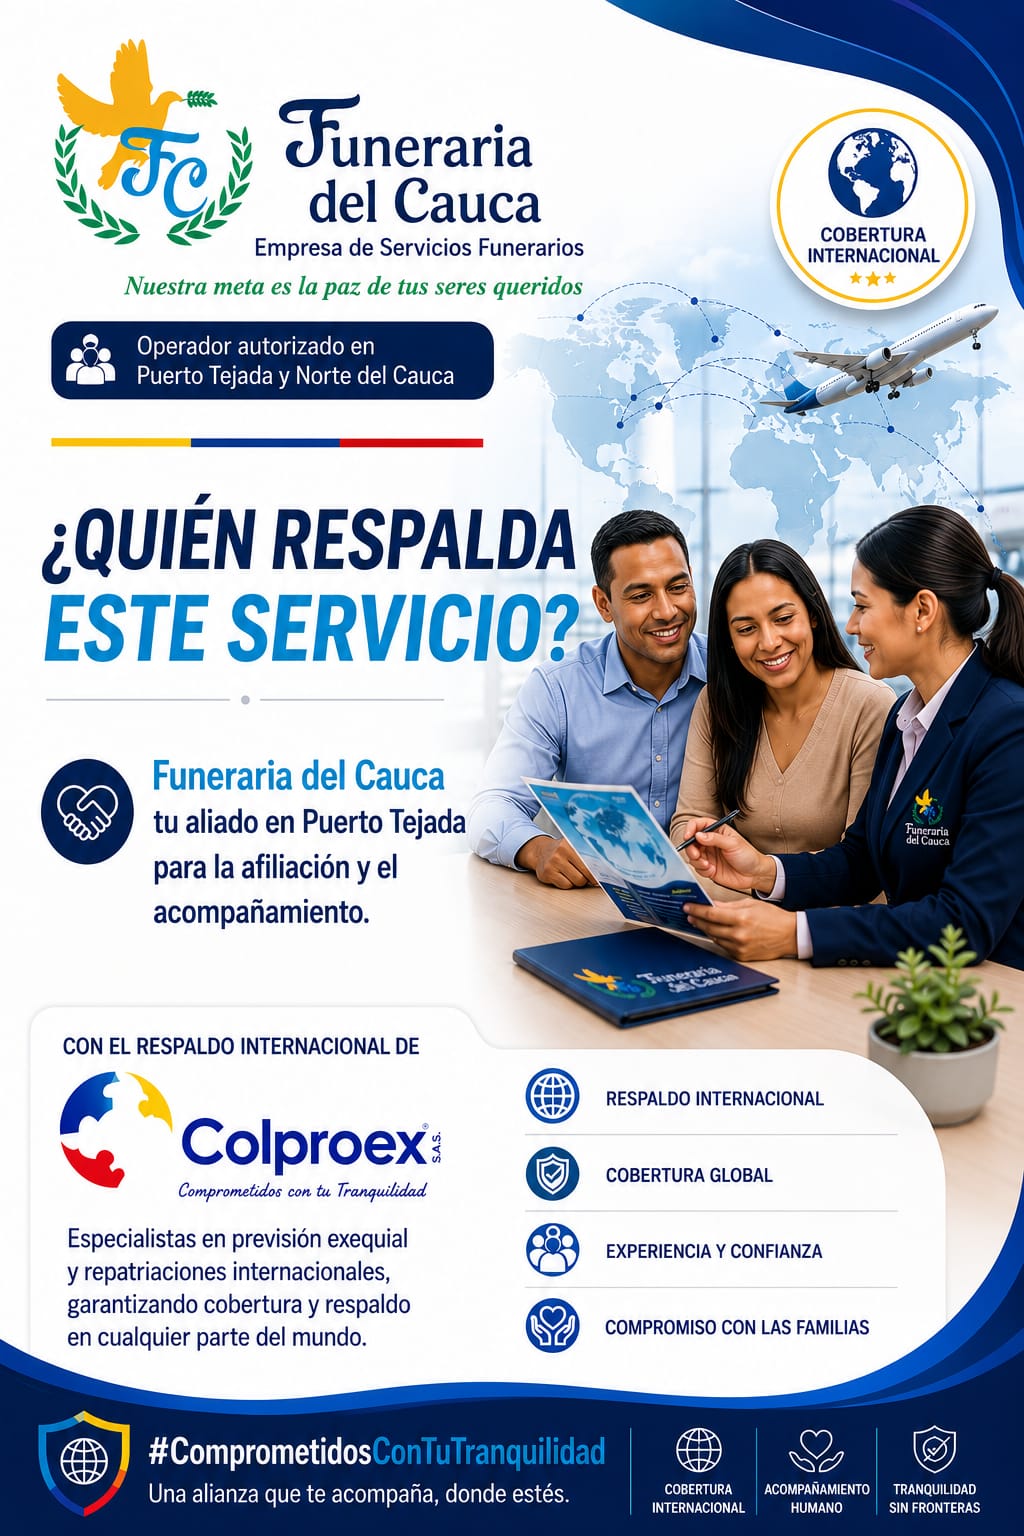 FC
Funeraria
del Cauca
Empresa de Servicios Funerarios
Nuestra meta es la paz de tus seres queridos
COBERTURA
INTERNACIONAL
Operador autorizado en
Puerto Tejada y Norte del Cauca
¿QUIÉN RESPALDA
ESTE SERVICIO?
Funeraria del Cauca
tu aliado en Puerto Tejada
para la afiliación y el
acompañamiento.
Funeraria
del Cauca
Funeraria
del Cauca
CON EL RESPALDO INTERNACIONAL DE
Colproex® S.A.S.
Comprometidos con tu Tranquilidad
Especialistas en previsión exequial
y repatriaciones internacionales,
garantizando cobertura y respaldo
en cualquier parte del mundo.
RESPALDO INTERNACIONAL
COBERTURA GLOBAL
EXPERIENCIA Y CONFIANZA
COMPROMISO CON LAS FAMILIAS
#ComprometidosConTuTranquilidad
Una alianza que te acompaña, donde estés.
COBERTURA
INTERNACIONAL
ACOMPAÑAMIENTO
HUMANO
TRANQUILIDAD
SIN FRONTERAS